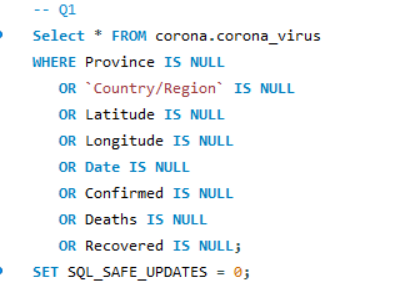 -- Q1
Select * FROM corona.corona_virus
WHERE Province IS NULL
OR `Country/Region` IS NULL
OR Latitude IS NULL
OR Longitude IS NULL
OR Date IS NULL
OR Confirmed IS NULL
OR Deaths IS NULL
OR Recovered IS NULL;
SET SQL_SAFE_UPDATES = 0;